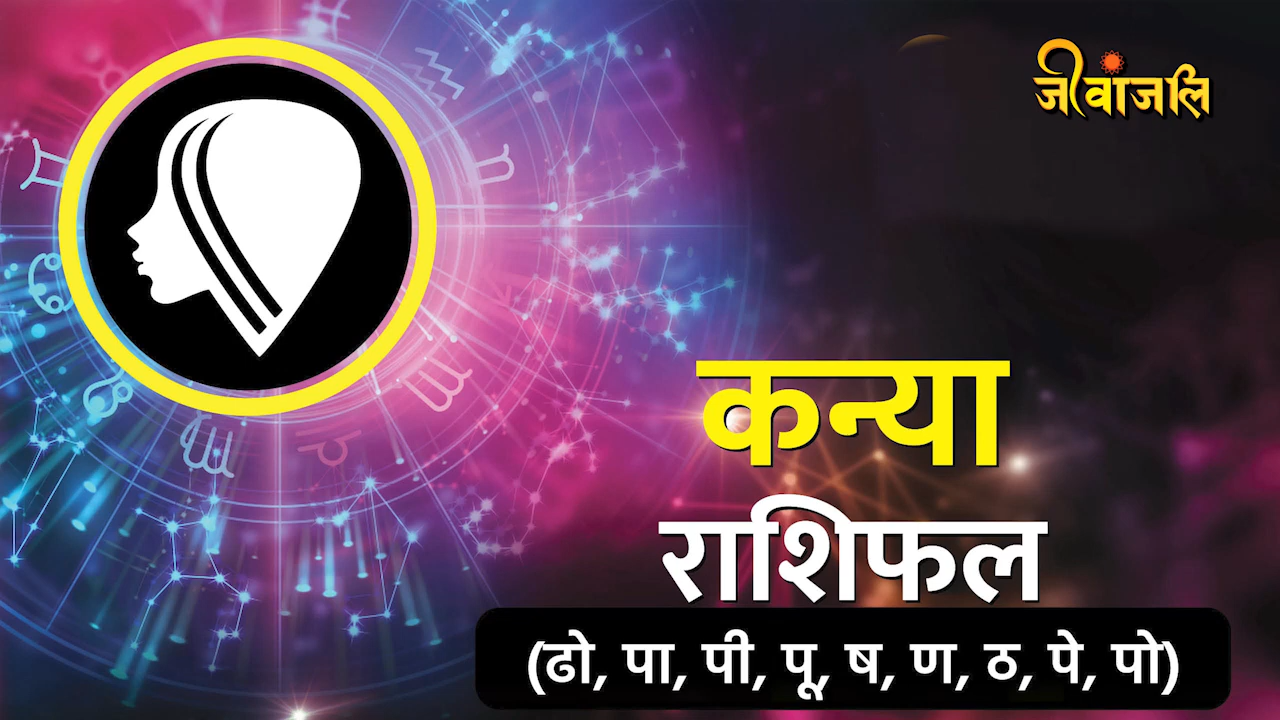 जीवांजलि
कन्या
राशिफल
(ढो, पा, पी, पू, ष, ण, ठ, पे, पो)